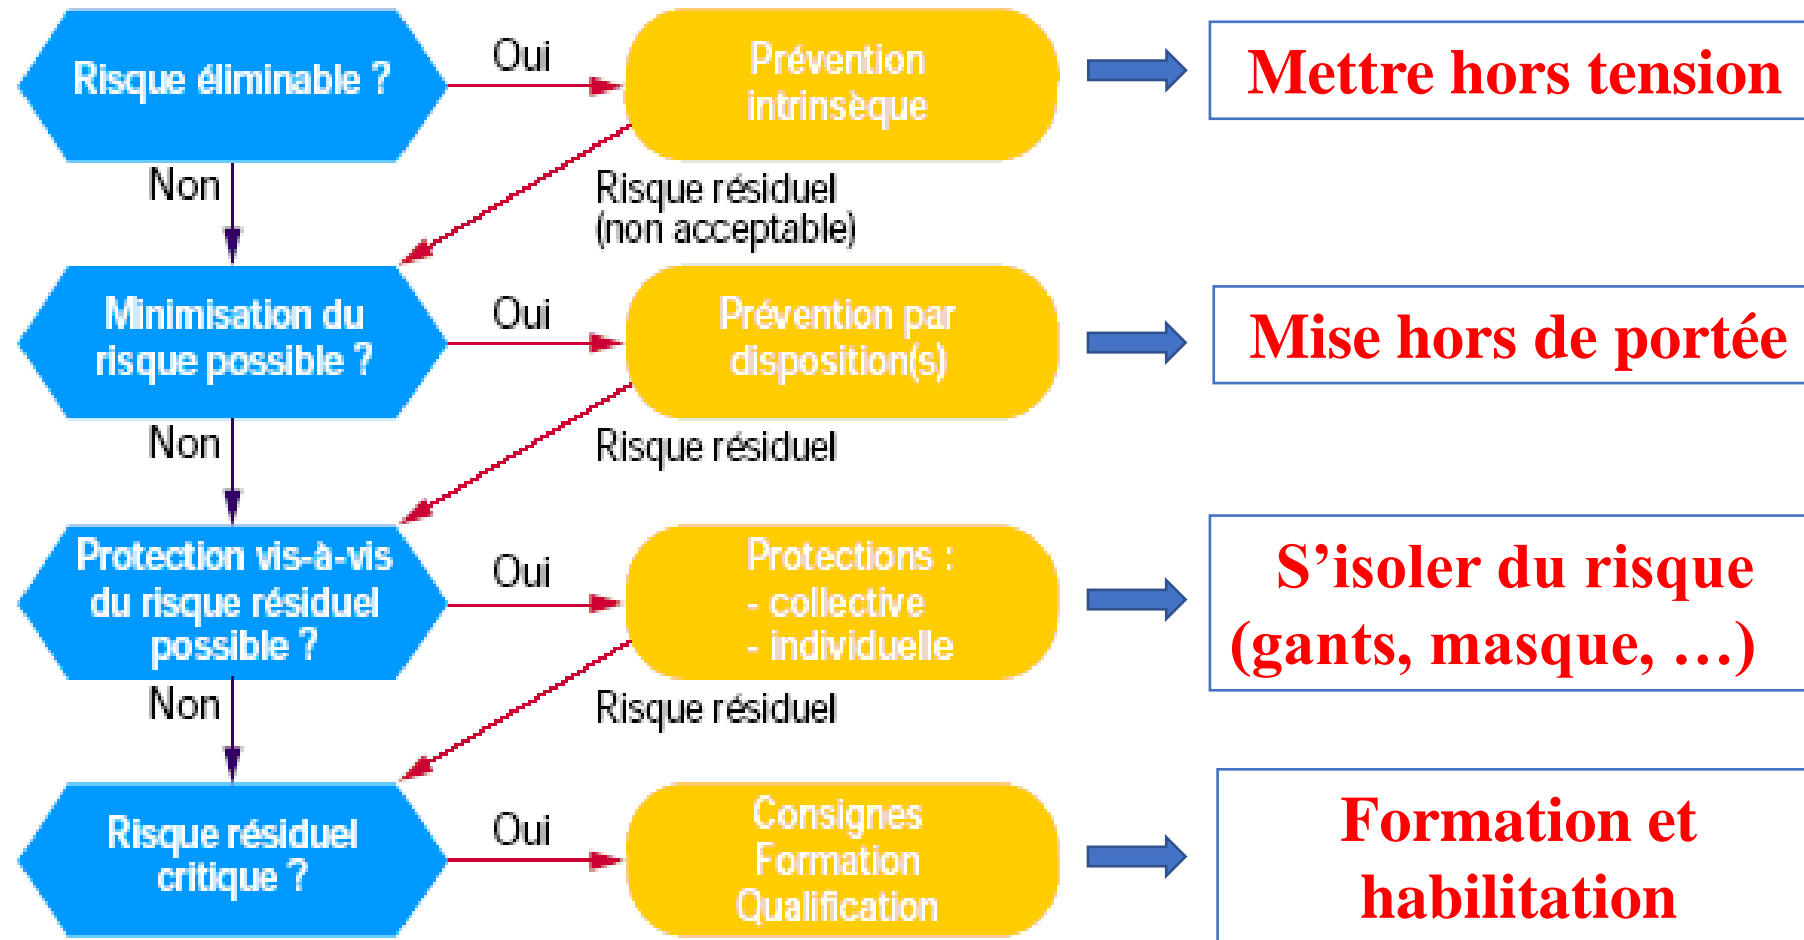 Risque éliminable ?
Oui
Prévention
intrinsèque
Mettre hors tension
Non
Risque résiduel
(non acceptable)
Minimisation du
risque possible ?
Oui
Prévention par
disposition(s)
Mise hors de portée
Non
Risque résiduel
Protection vis-à-vis
du risque résiduel
possible ?
Oui
Protections :
- collective
- individuelle
S’isoler du risque
(gants, masque, …)
Non
Risque résiduel
Risque résiduel
critique ?
Oui
Consignes
Formation
Qualification
Formation et
habilitation